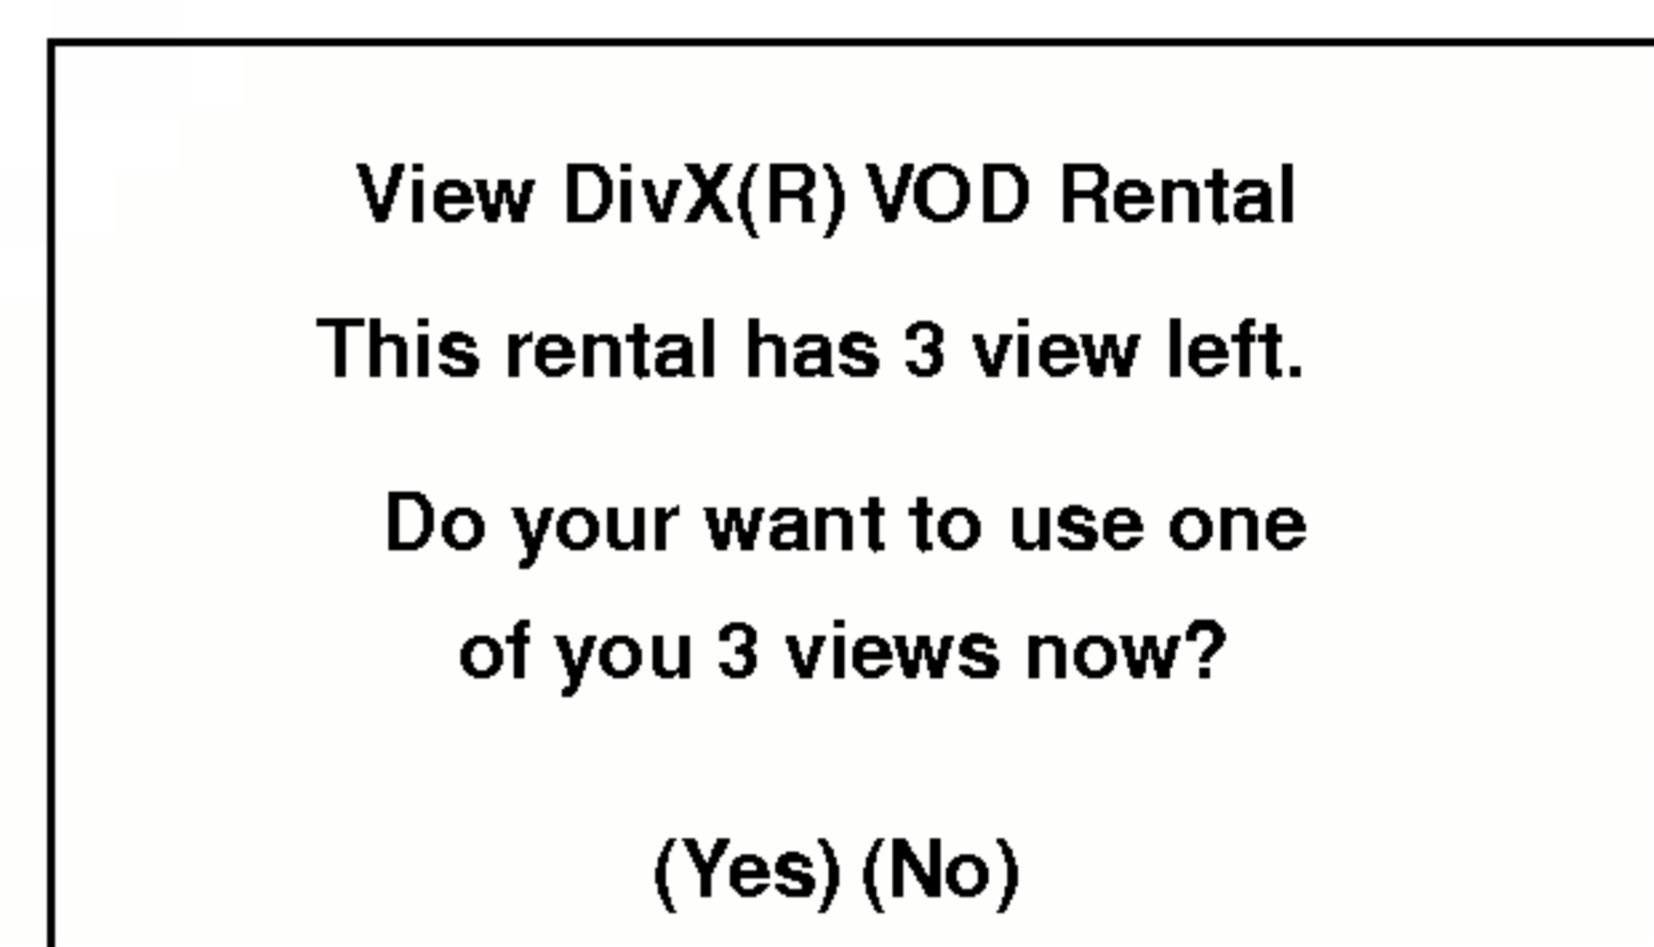 View DivX(R) VOD Rental
This rental has 3 view left.
Do your want to use one
of you 3 views now?
(Yes) (No)